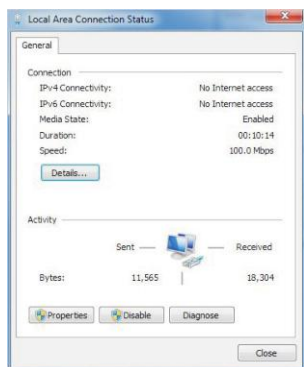 Local Area Connection Status
General
Connection
IPv4 Connectivity: No Internet access
IPv6 Connectivity: No Internet access
Media State: Enabled
Duration: 00:10:14
Speed: 100.0 Mbps
Details...
Activity
Sent Received
Bytes: 11,565 18,304
Properties Disable Diagnose
Close